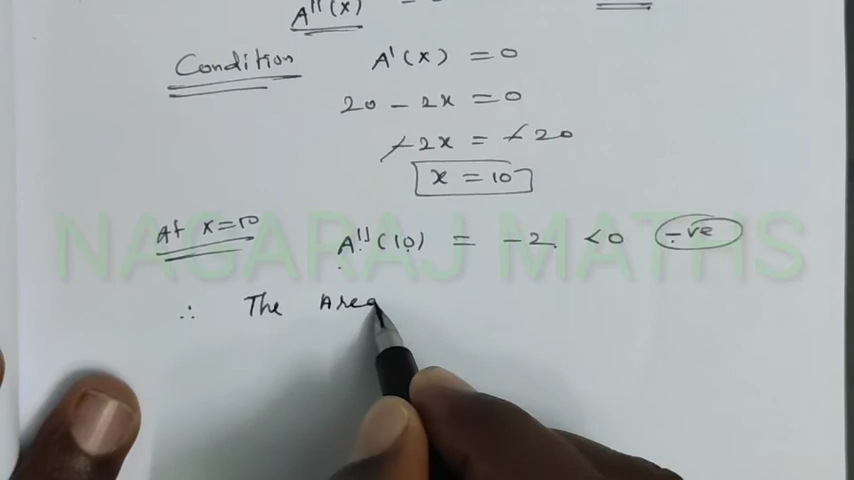 A''(x) =
Condition A'(x) = 0
20 - 2x = 0
-2x = -20
x = 10
At x=10 A''(10) = -2 < 0 -ve
∴ The Area
NAGARAJ MATHS